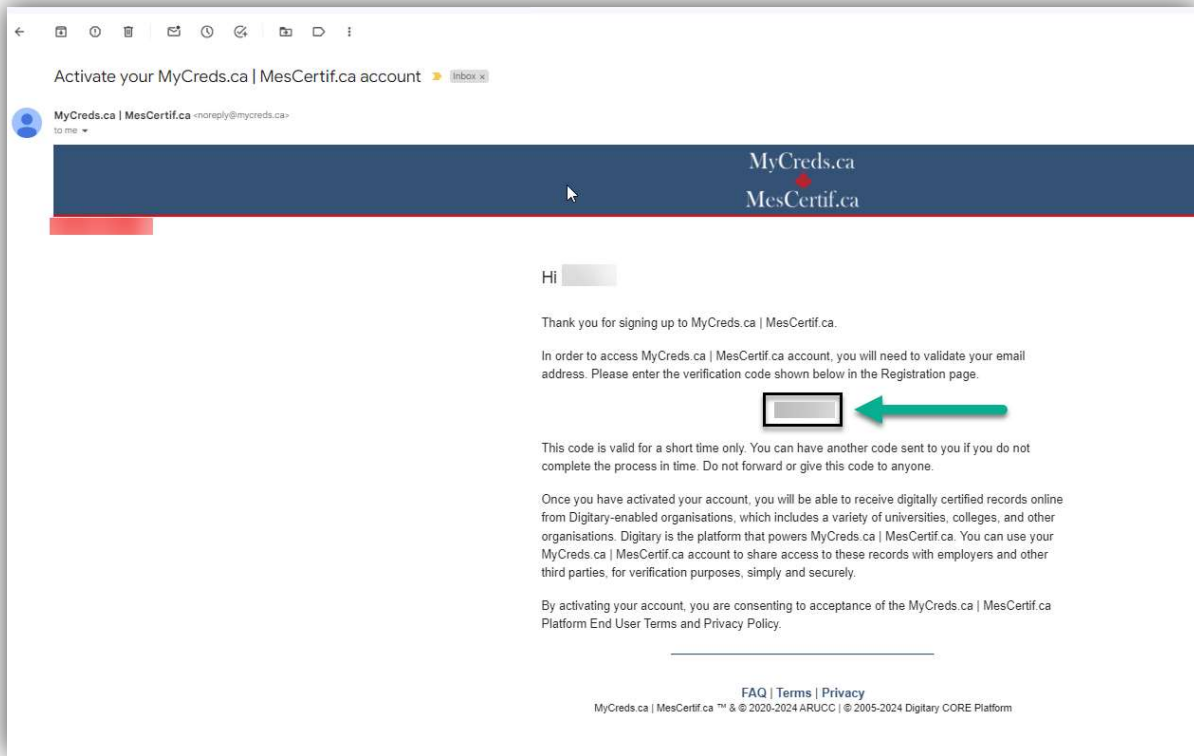 Activate your MyCreds.ca | MesCertif.ca account Inbox x
MyCreds.ca | MesCertif.ca <noreply@mycreds.ca>
to me
MyCreds.ca
MesCertif.ca
Hi
Thank you for signing up to MyCreds.ca | MesCertif.ca.
In order to access MyCreds.ca | MesCertif.ca account, you will need to validate your email
address. Please enter the verification code shown below in the Registration page.
This code is valid for a short time only. You can have another code sent to you if you do not
complete the process in time. Do not forward or give this code to anyone.
Once you have activated your account, you will be able to receive digitally certified records online
from Digitary-enabled organisations, which includes a variety of universities, colleges, and other
organisations. Digitary is the platform that powers MyCreds.ca | MesCertif.ca. You can use your
MyCreds.ca | MesCertif.ca account to share access to these records with employers and other
third parties, for verification purposes, simply and securely.
By activating your account, you are consenting to acceptance of the MyCreds.ca | MesCertif.ca
Platform End User Terms and Privacy Policy.
FAQ | Terms | Privacy
MyCreds.ca | MesCertif.ca ™ & © 2020-2024 ARUCC | © 2005-2024 Digitary CORE Platform